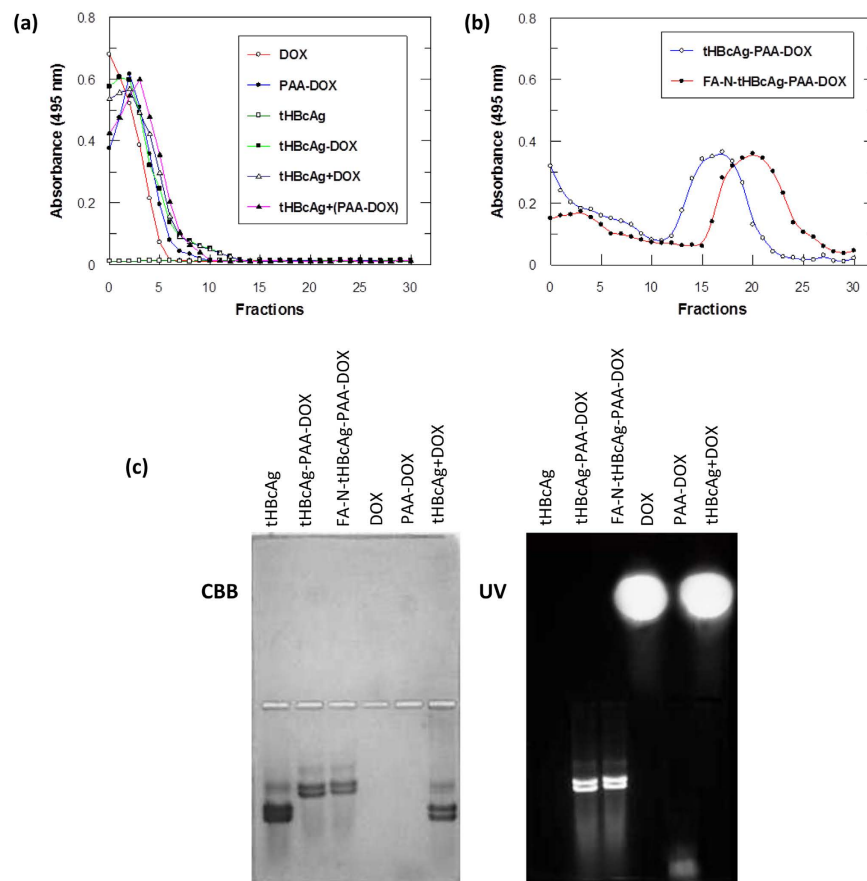 (a)
Absorbance (495 nm)
0.8
0.6
0.4
0.2
0
DOX
PAA-DOX
tHBcAg
tHBcAg-DOX
tHBcAg+DOX
tHBcAg+(PAA-DOX)
0 5 10 15 20 25 30
Fractions
(b)
Absorbance (495 nm)
0.8
0.6
0.4
0.2
0
tHBcAg-PAA-DOX
FA-N-tHBcAg-PAA-DOX
0 5 10 15 20 25 30
Fractions
(c)
tHBcAg
tHBcAg-PAA-DOX
FA-N-tHBcAg-PAA-DOX
DOX
PAA-DOX
tHBcAg+DOX
CBB
tHBcAg
tHBcAg-PAA-DOX
FA-N-tHBcAg-PAA-DOX
DOX
PAA-DOX
tHBcAg+DOX
UV